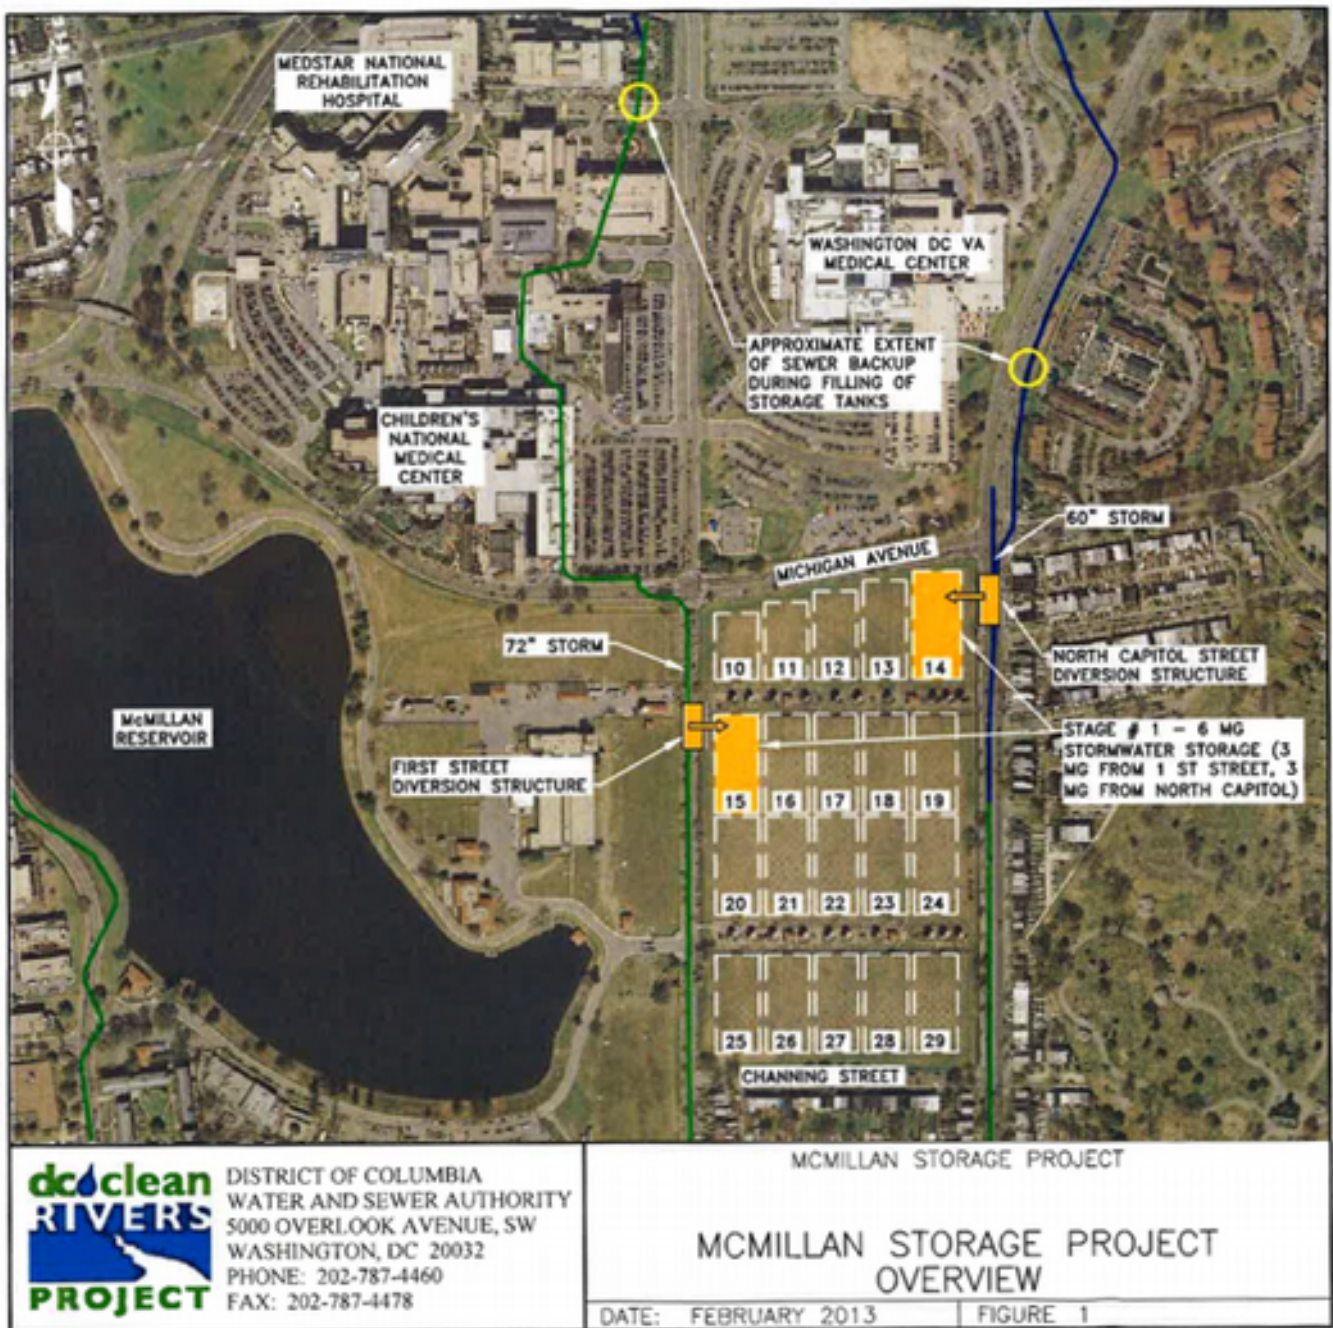 MEDSTAR NATIONAL
REHABILITATION
HOSPITAL
WASHINGTON DC VA
MEDICAL CENTER
APPROXIMATE EXTENT
OF SEWER BACKUP
DURING FILLING OF
STORAGE TANKS
CHILDREN'S
NATIONAL
MEDICAL
CENTER
60" STORM
MICHIGAN AVENUE
72" STORM
10 11 12 13 14
NORTH CAPITOL STREET
DIVERSION STRUCTURE
McMILLAN
RESERVOIR
STAGE # 1 - 6 MG
STORMWATER STORAGE (3
MG FROM 1 ST STREET, 3
MG FROM NORTH CAPITOL)
FIRST STREET
DIVERSION STRUCTURE
15 16 17 18 19
20 21 22 23 24
25 26 27 28 29
CHANNING STREET
dc clean
RIVERS
PROJECT
DISTRICT OF COLUMBIA
WATER AND SEWER AUTHORITY
5000 OVERLOOK AVENUE, SW
WASHINGTON, DC 20032
PHONE: 202-787-4460
FAX: 202-787-4478
MCMILLAN STORAGE PROJECT
MCMILLAN STORAGE PROJECT
OVERVIEW
DATE: FEBRUARY 2013
FIGURE 1